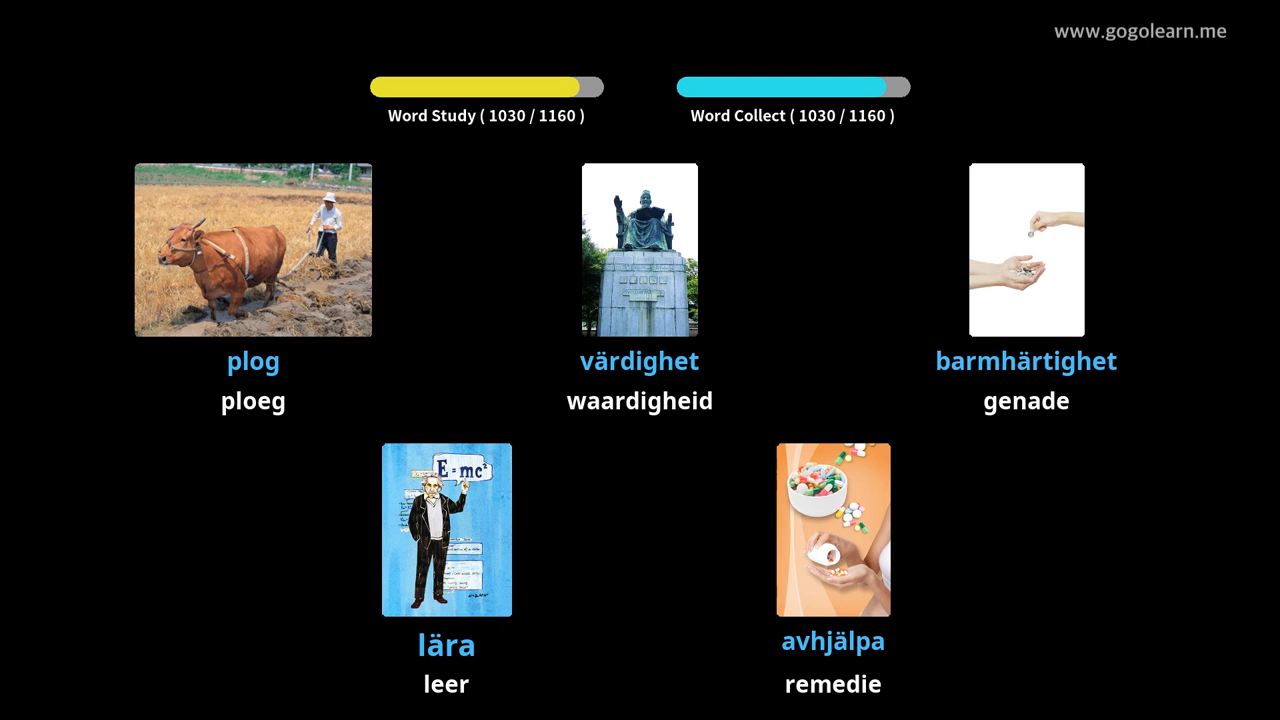 www.gogolearn.me
Word Study ( 1030 / 1160 )
Word Collect ( 1030 / 1160 )
plog
ploeg
värdighet
waardigheid
barmhärtighet
genade
E=mc²
lära
leer
avhjälpa
remedie